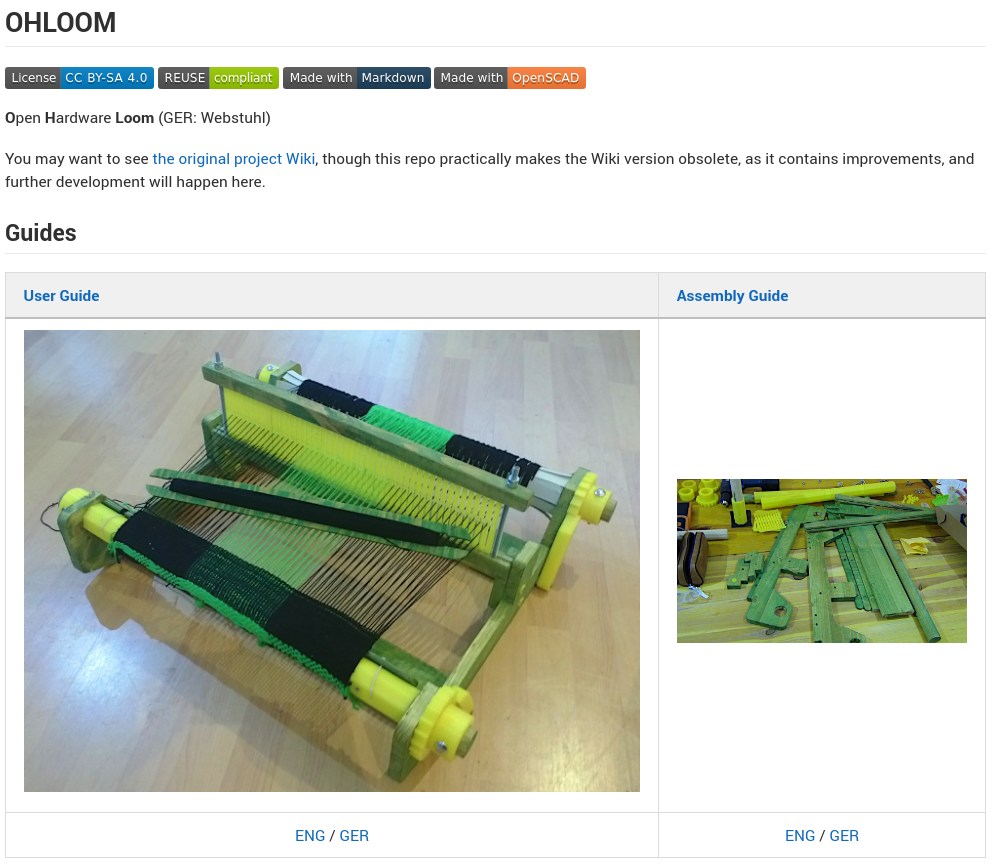 OHLOOM
License CC BY-SA 4.0 REUSE compliant Made with Markdown Made with OpenSCAD
Open Hardware Loom (GER: Webstuhl)
You may want to see the original project Wiki, though this repo practically makes the Wiki version obsolete, as it contains improvements, and
further development will happen here.
Guides
User Guide Assembly Guide
ENG / GER ENG / GER